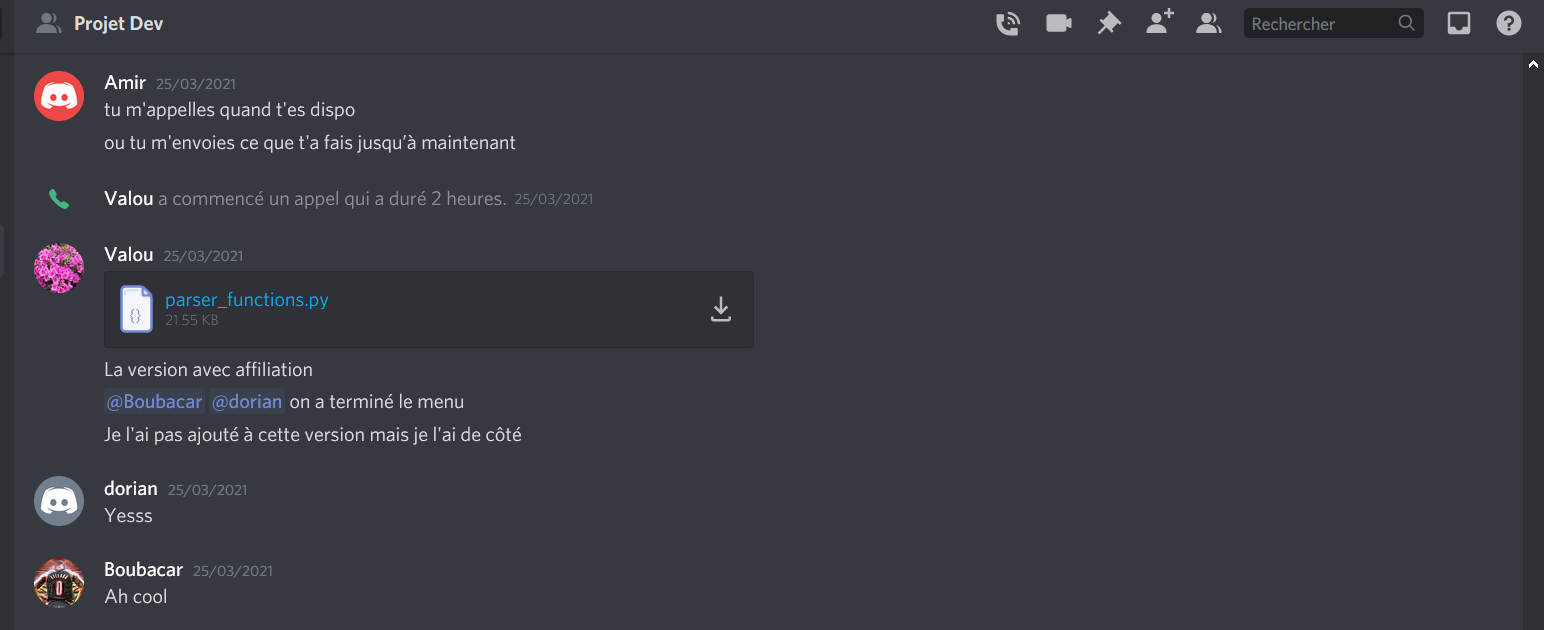 Projet Dev
Rechercher
Amir 25/03/2021
tu m'appelles quand t'es dispo
ou tu m'envoies ce que t'a fais jusqu'à maintenant
Valou a commencé un appel qui a duré 2 heures. 25/03/2021
Valou 25/03/2021
{}
parser_functions.py
21.55 KB
La version avec affiliation
@Boubacar @dorian on a terminé le menu
Je l'ai pas ajouté à cette version mais je l'ai de côté
dorian 25/03/2021
Yesss
Boubacar 25/03/2021
0
Ah cool